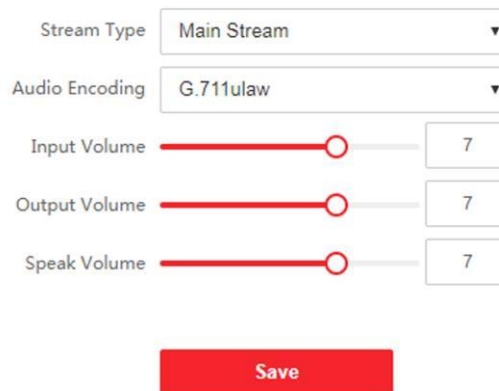 Stream Type Main Stream
Audio Encoding G.711ulaw
Input Volume 7
Output Volume 7
Speak Volume 7
Save